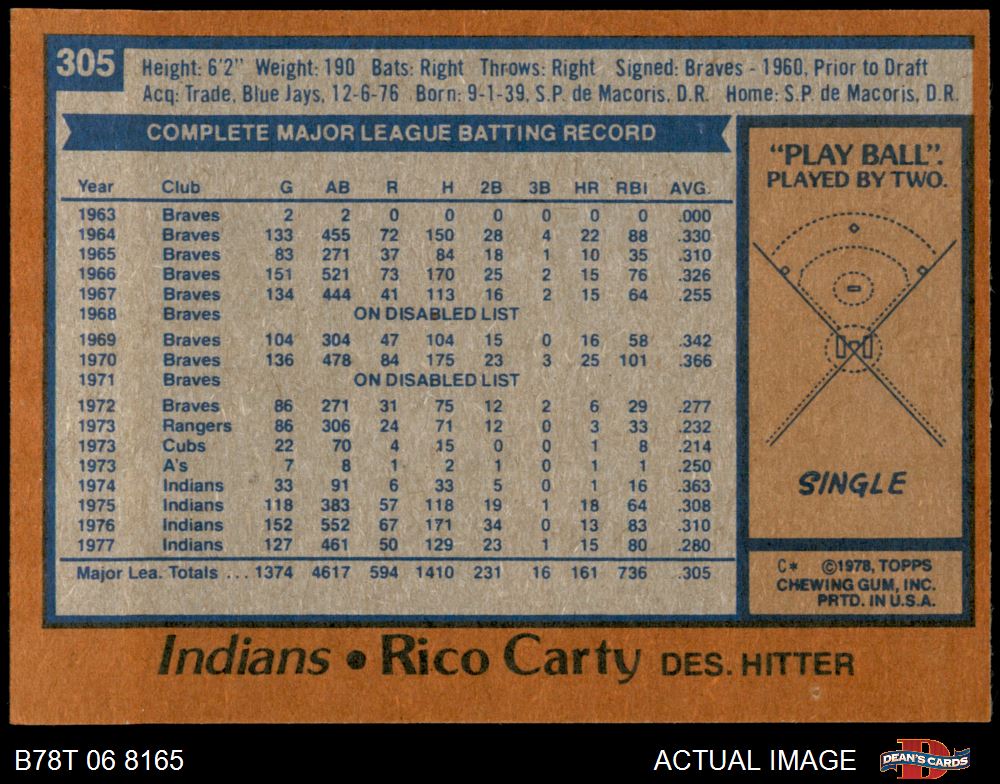 305
Height: 6'2" Weight: 190 Bats: Right Throws: Right Signed: Braves - 1960, Prior to Draft
Acq: Trade, Blue Jays, 12-6-76 Born: 9-1-39, S.P. de Macoris, D.R. Home: S.P. de Macoris, D.R.
COMPLETE MAJOR LEAGUE BATTING RECORD
Year Club G AB R H 2B 3B HR RBI AVG.
1963 Braves 2 2 0 0 0 0 0 0 .000
1964 Braves 133 455 72 150 28 4 22 88 .330
1965 Braves 83 271 37 84 18 1 10 35 .310
1966 Braves 151 521 73 170 25 2 15 76 .326
1967 Braves 134 444 41 113 16 2 15 64 .255
1968 Braves ON DISABLED LIST
1969 Braves 104 304 47 104 15 0 16 58 .342
1970 Braves 136 478 84 175 23 3 25 101 .366
1971 Braves ON DISABLED LIST
1972 Braves 86 271 31 75 12 2 6 29 .277
1973 Rangers 86 306 24 71 12 0 3 33 .232
1973 Cubs 22 70 4 15 0 0 1 8 .214
1973 A's 7 8 1 2 1 0 1 1 .250
1974 Indians 33 91 6 33 5 0 1 16 .363
1975 Indians 118 383 57 118 19 1 18 64 .308
1976 Indians 152 552 67 171 34 0 13 83 .310
1977 Indians 127 461 50 129 23 1 15 80 .280
Major Lea. Totals ... 1374 4617 594 1410 231 16 161 736 .305
"PLAY BALL".
PLAYED BY TWO.
SINGLE
C* ©1978, TOPPS
CHEWING GUM, INC.
PRTD. IN U.S.A.
Indians • Rico Carty DES. HITTER
B78T 06 8165
ACTUAL IMAGE
D
DEAN'S CARDS